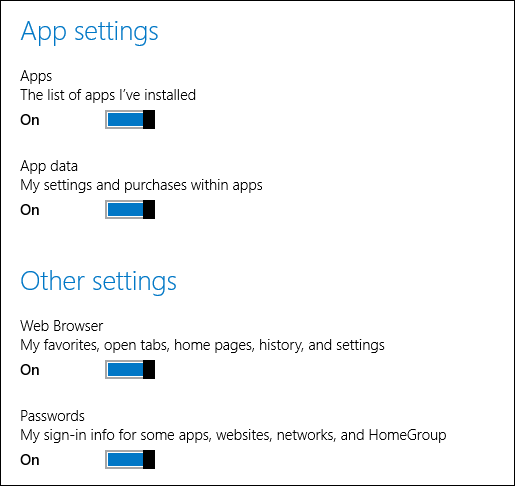 App settings
Apps
The list of apps I've installed
On
App data
My settings and purchases within apps
On
Other settings
Web Browser
My favorites, open tabs, home pages, history, and settings
On
Passwords
My sign-in info for some apps, websites, networks, and HomeGroup
On